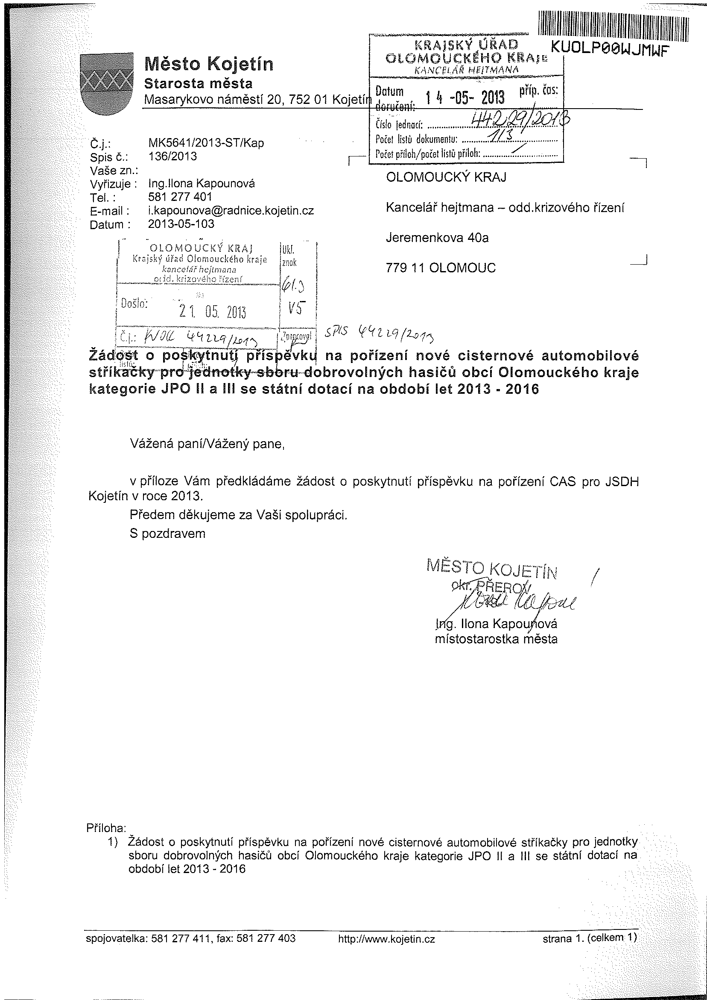 KUOLP00WJMWF
KRAJSKÝ ÚŘAD
OLOMOUCKÉHO KRAJE
KANCELÁŘ HEJTMANA
Datum doručení: 14 -05- 2013 příp. čas:
Číslo jednací: 44229/2013
Počet listů dokumentu: 1/3
Počet příloh/počet listů příloh: /
Město Kojetín
Starosta města
Masarykovo náměstí 20, 752 01 Kojetín
Č.j.: MK5641/2013-ST/Kap
Spis č.: 136/2013
Vaše zn.:
Vyřizuje : Ing.Ilona Kapounová
Tel. : 581 277 401
E-mail : i.kapounova@radnice.kojetin.cz
Datum : 2013-05-103
OLOMOUCKÝ KRAJ
Kancelář hejtmana – odd.krizového řízení
Jeremenkova 40a
779 11 OLOMOUC
OLOMOUCKÝ KRAJ
Krajský úřad Olomouckého kraje
kancelář hejtmana
odd. krizového řízení
Ukl.
znak
61.3
V5
Došlo:
21. 05. 2013
Č.j.: 44229/2013
Zpracoval
SPIS 44229/2013
Žádost o poskytnutí příspěvku na pořízení nové cisternové automobilové
stříkačky pro jednotky sboru dobrovolných hasičů obcí Olomouckého kraje
kategorie JPO II a III se státní dotací na období let 2013 - 2016
Vážená paní/Vážený pane,
v příloze Vám předkládáme žádost o poskytnutí příspěvku na pořízení CAS pro JSDH
Kojetín v roce 2013.
Předem děkujeme za Vaši spolupráci.
S pozdravem
MĚSTO KOJETÍN
okr. PŘEROV
Ing. Ilona Kapounová
místostarostka města
Příloha:
1) Žádost o poskytnutí příspěvku na pořízení nové cisternové automobilové stříkačky pro jednotky
sboru dobrovolných hasičů obcí Olomouckého kraje kategorie JPO II a III se státní dotací na
období let 2013 - 2016
spojovatelka: 581 277 411, fax: 581 277 403 http://www.kojetin.cz strana 1. (celkem 1)